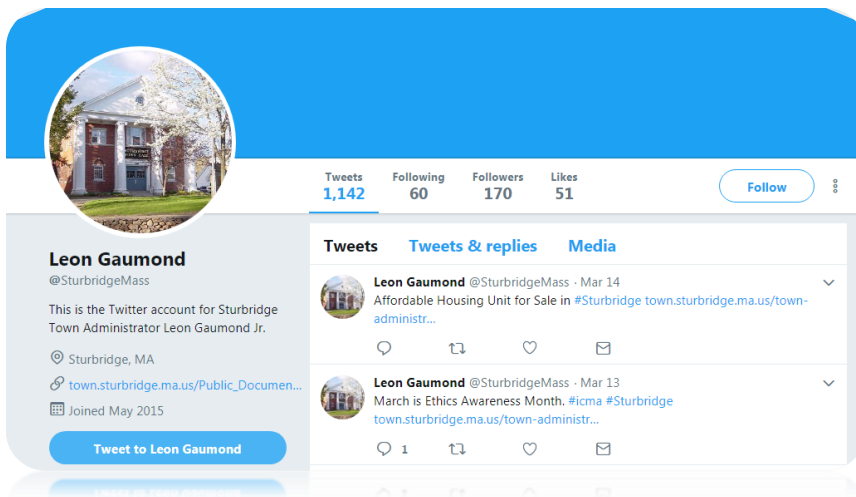 Tweets Following Followers Likes
1,142 60 170 51
Follow
Leon Gaumond
@SturbridgeMass
This is the Twitter account for Sturbridge
Town Administrator Leon Gaumond Jr.
Sturbridge, MA
town.sturbridge.ma.us/Public_Documen...
Joined May 2015
Tweet to Leon Gaumond
Tweets Tweets & replies Media
Leon Gaumond @SturbridgeMass · Mar 14
Affordable Housing Unit for Sale in #Sturbridge town.sturbridge.ma.us/town-
administr...
Leon Gaumond @SturbridgeMass · Mar 13
March is Ethics Awareness Month. #icma #Sturbridge
town.sturbridge.ma.us/town-administr...
1